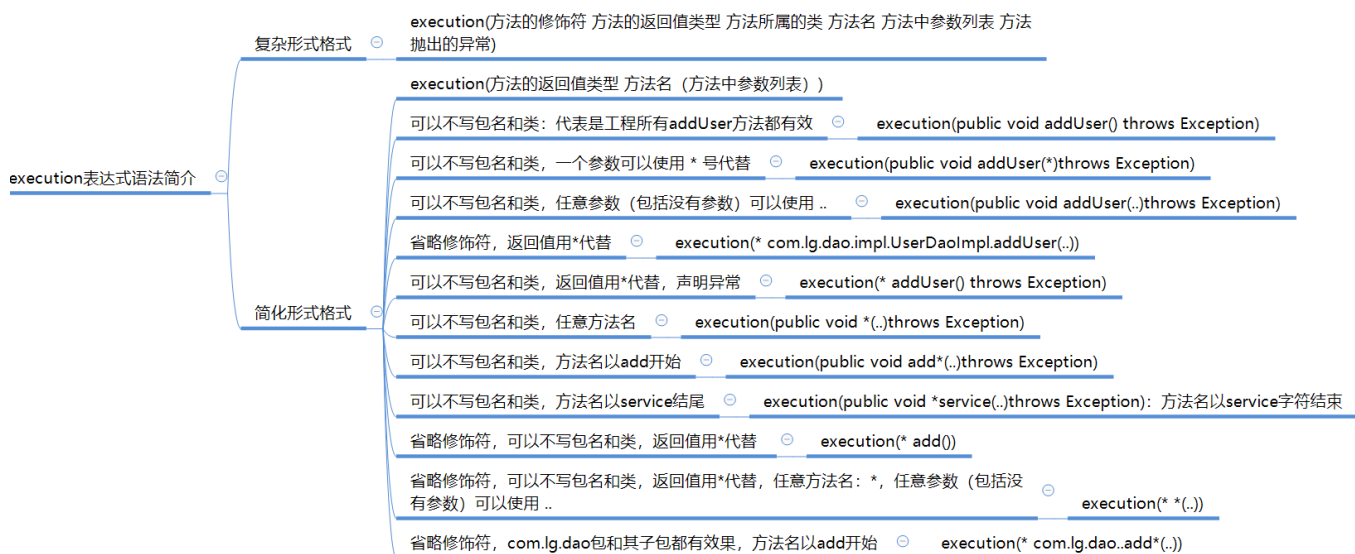 execution表达式语法简介
复杂形式格式
execution(方法的修饰符 方法的返回值类型 方法所属的类 方法名 方法中参数列表 方法
抛出的异常)
简化形式格式
execution(方法的返回值类型 方法名（方法中参数列表）)
可以不写包名和类：代表是工程所有addUser方法都有效
execution(public void addUser() throws Exception)
可以不写包名和类，一个参数可以使用 * 号代替
execution(public void addUser(*)throws Exception)
可以不写包名和类，任意参数（包括没有参数）可以使用 ..
execution(public void addUser(..)throws Exception)
省略修饰符，返回值用*代替
execution(* com.lg.dao.impl.UserDaoImpl.addUser(..))
可以不写包名和类，返回值用*代替，声明异常
execution(* addUser() throws Exception)
可以不写包名和类，任意方法名
execution(public void *(..)throws Exception)
可以不写包名和类，方法名以add开始
execution(public void add*(..)throws Exception)
可以不写包名和类，方法名以service结尾
execution(public void *service(..)throws Exception)：方法名以service字符结束
省略修饰符，可以不写包名和类，返回值用*代替
execution(* add())
省略修饰符，可以不写包名和类，返回值用*代替，任意方法名：*，任意参数（包括没
有参数）可以使用 ..
execution(* *(..))
省略修饰符，com.lg.dao包和其子包都有效果，方法名以add开始
execution(* com.lg.dao..add*(..))